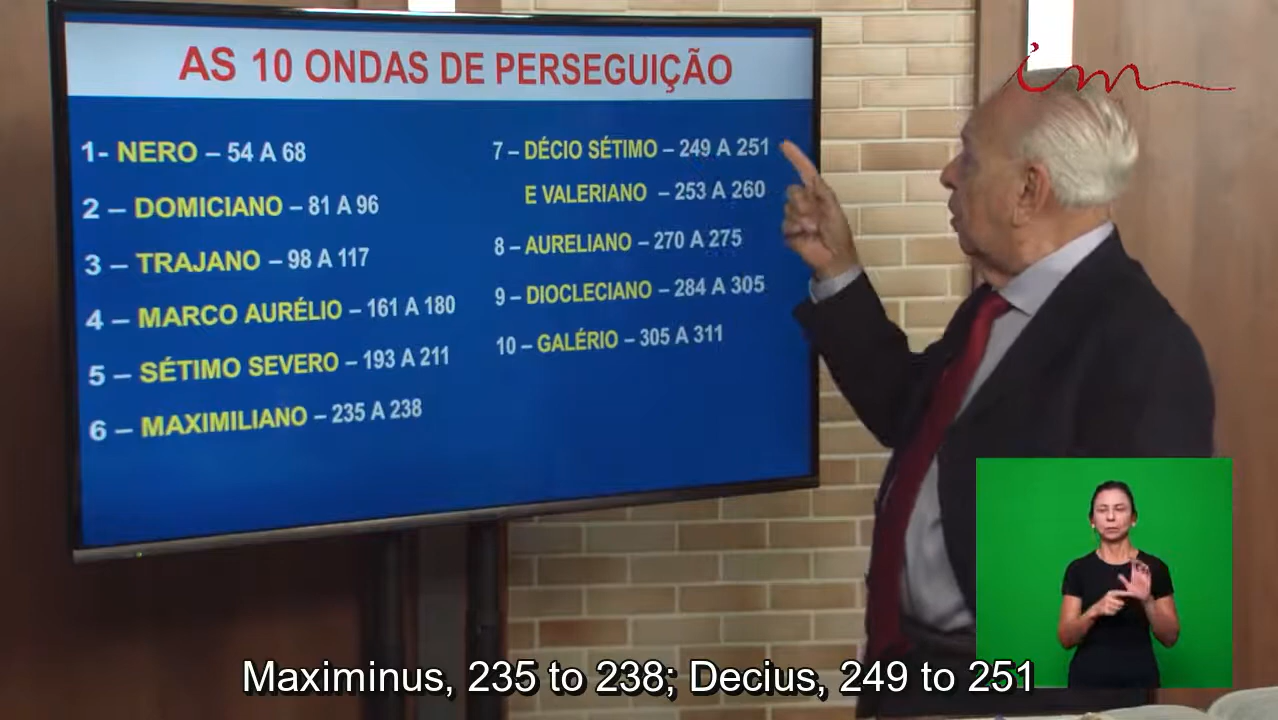 AS 10 ONDAS DE PERSEGUIÇÃO
1- NERO – 54 A 68
2 – DOMICIANO – 81 A 96
3 – TRAJANO – 98 A 117
4 – MARCO AURÉLIO – 161 A 180
5 – SÉTIMO SEVERO – 193 A 211
6 – MAXIMILIANO – 235 A 238
7 – DÉCIO SÉTIMO – 249 A 251
E VALERIANO – 253 A 260
8 – AURELIANO – 270 A 275
9 – DIOCLECIANO – 284 A 305
10 – GALÉRIO – 305 A 311
im
Maximinus, 235 to 238; Decius, 249 to 251